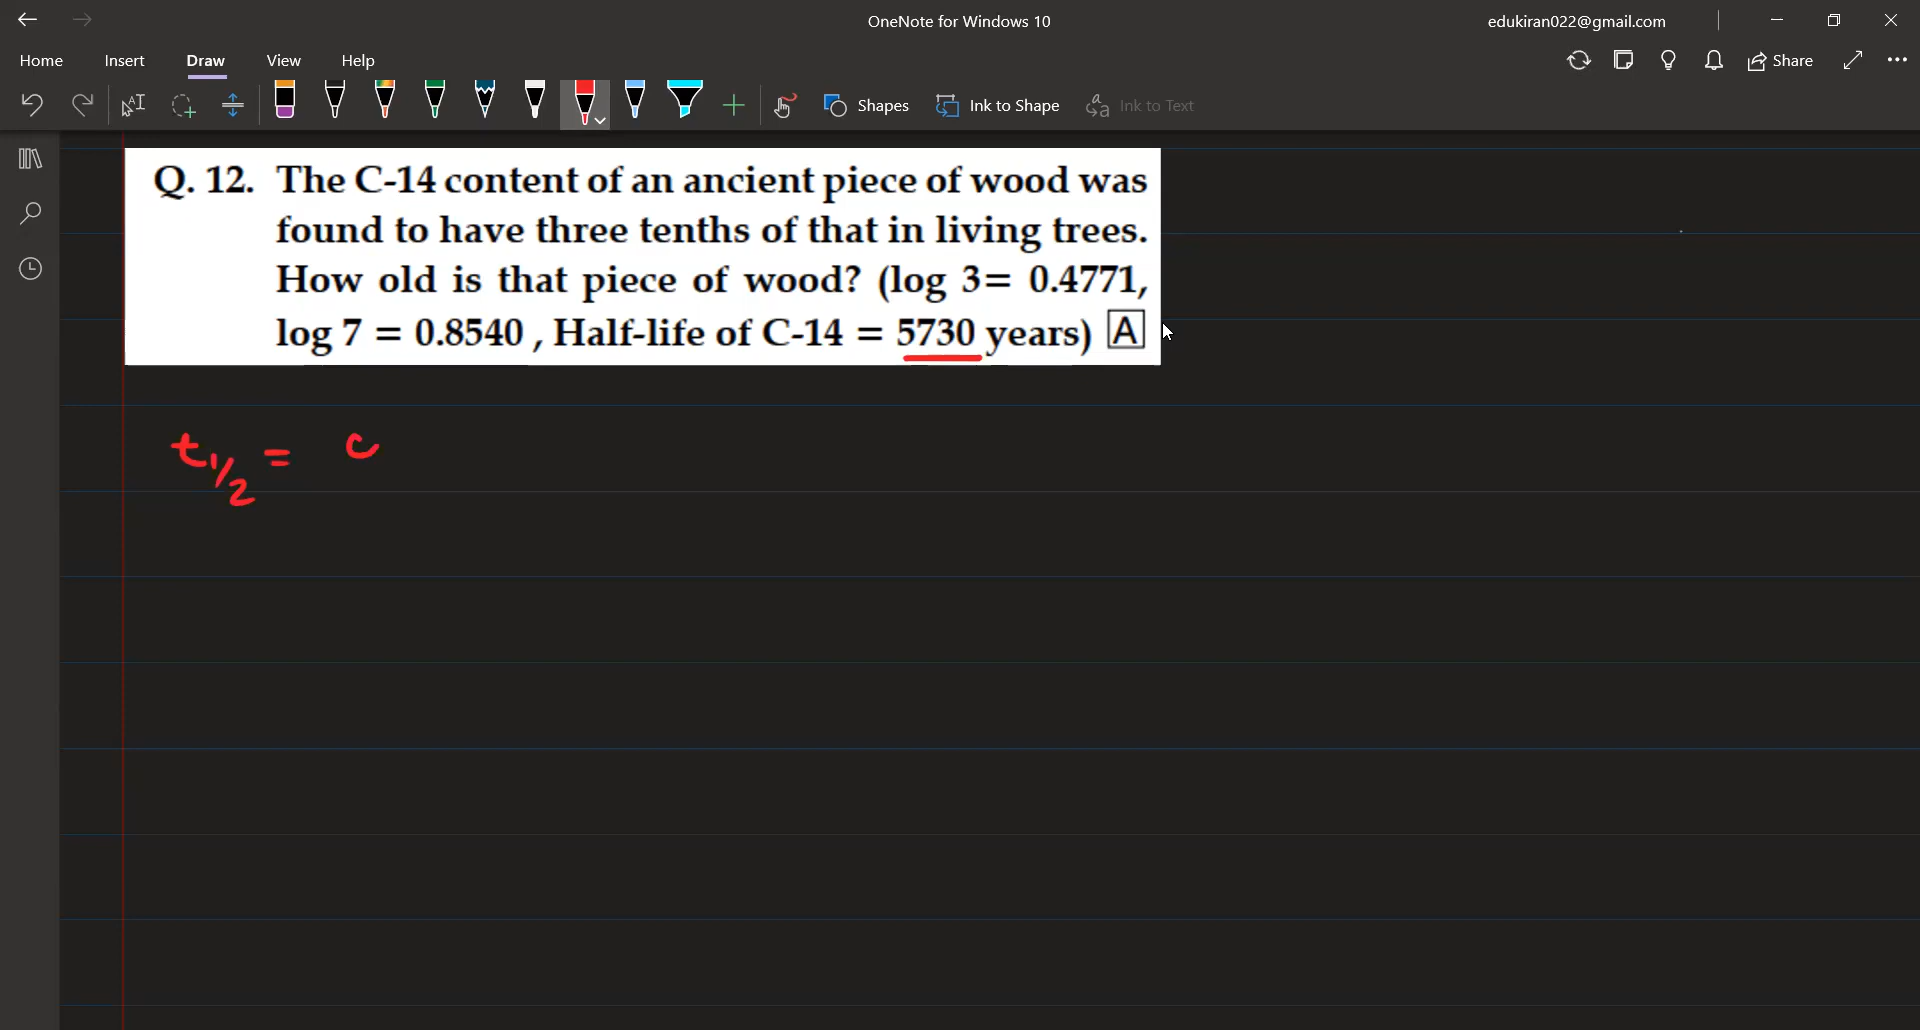 OneNote for Windows 10
edukiran022@gmail.com
Home Insert Draw View Help
Share
Shapes
Ink to Shape
Ink to Text
Q. 12. The C-14 content of an ancient piece of wood was
found to have three tenths of that in living trees.
How old is that piece of wood? (log 3= 0.4771,
log 7 = 0.8540 , Half-life of C-14 = 5730 years) A
t1/2 = c